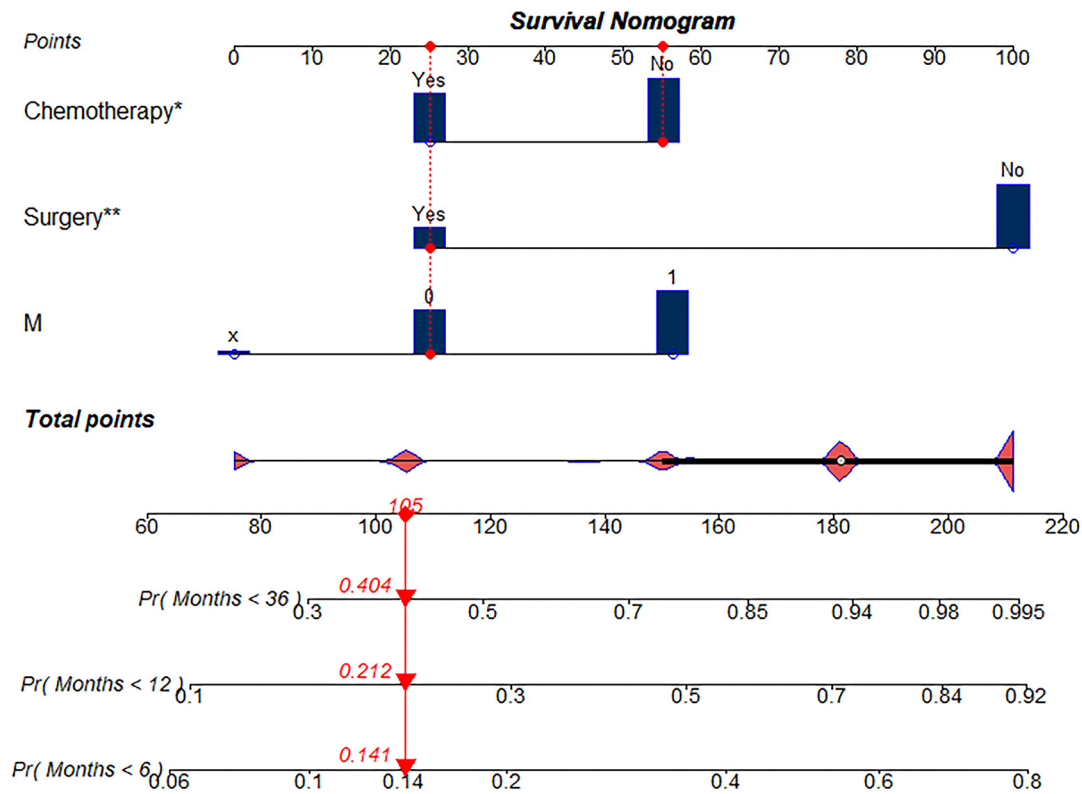 Survival Nomogram
Points
0 10 20 30 40 50 60 70 80 90 100
Yes No
Chemotherapy*
No
Yes
Surgery**
1
0
M
x
Total points
105
60 80 100 120 140 160 180 200 220
0.404
Pr( Months < 36 )
0.3 0.5 0.7 0.85 0.94 0.98 0.995
0.212
Pr( Months < 12 )
0.1 0.3 0.5 0.7 0.84 0.92
0.141
Pr( Months < 6 )
0.06 0.1 0.14 0.2 0.4 0.6 0.8